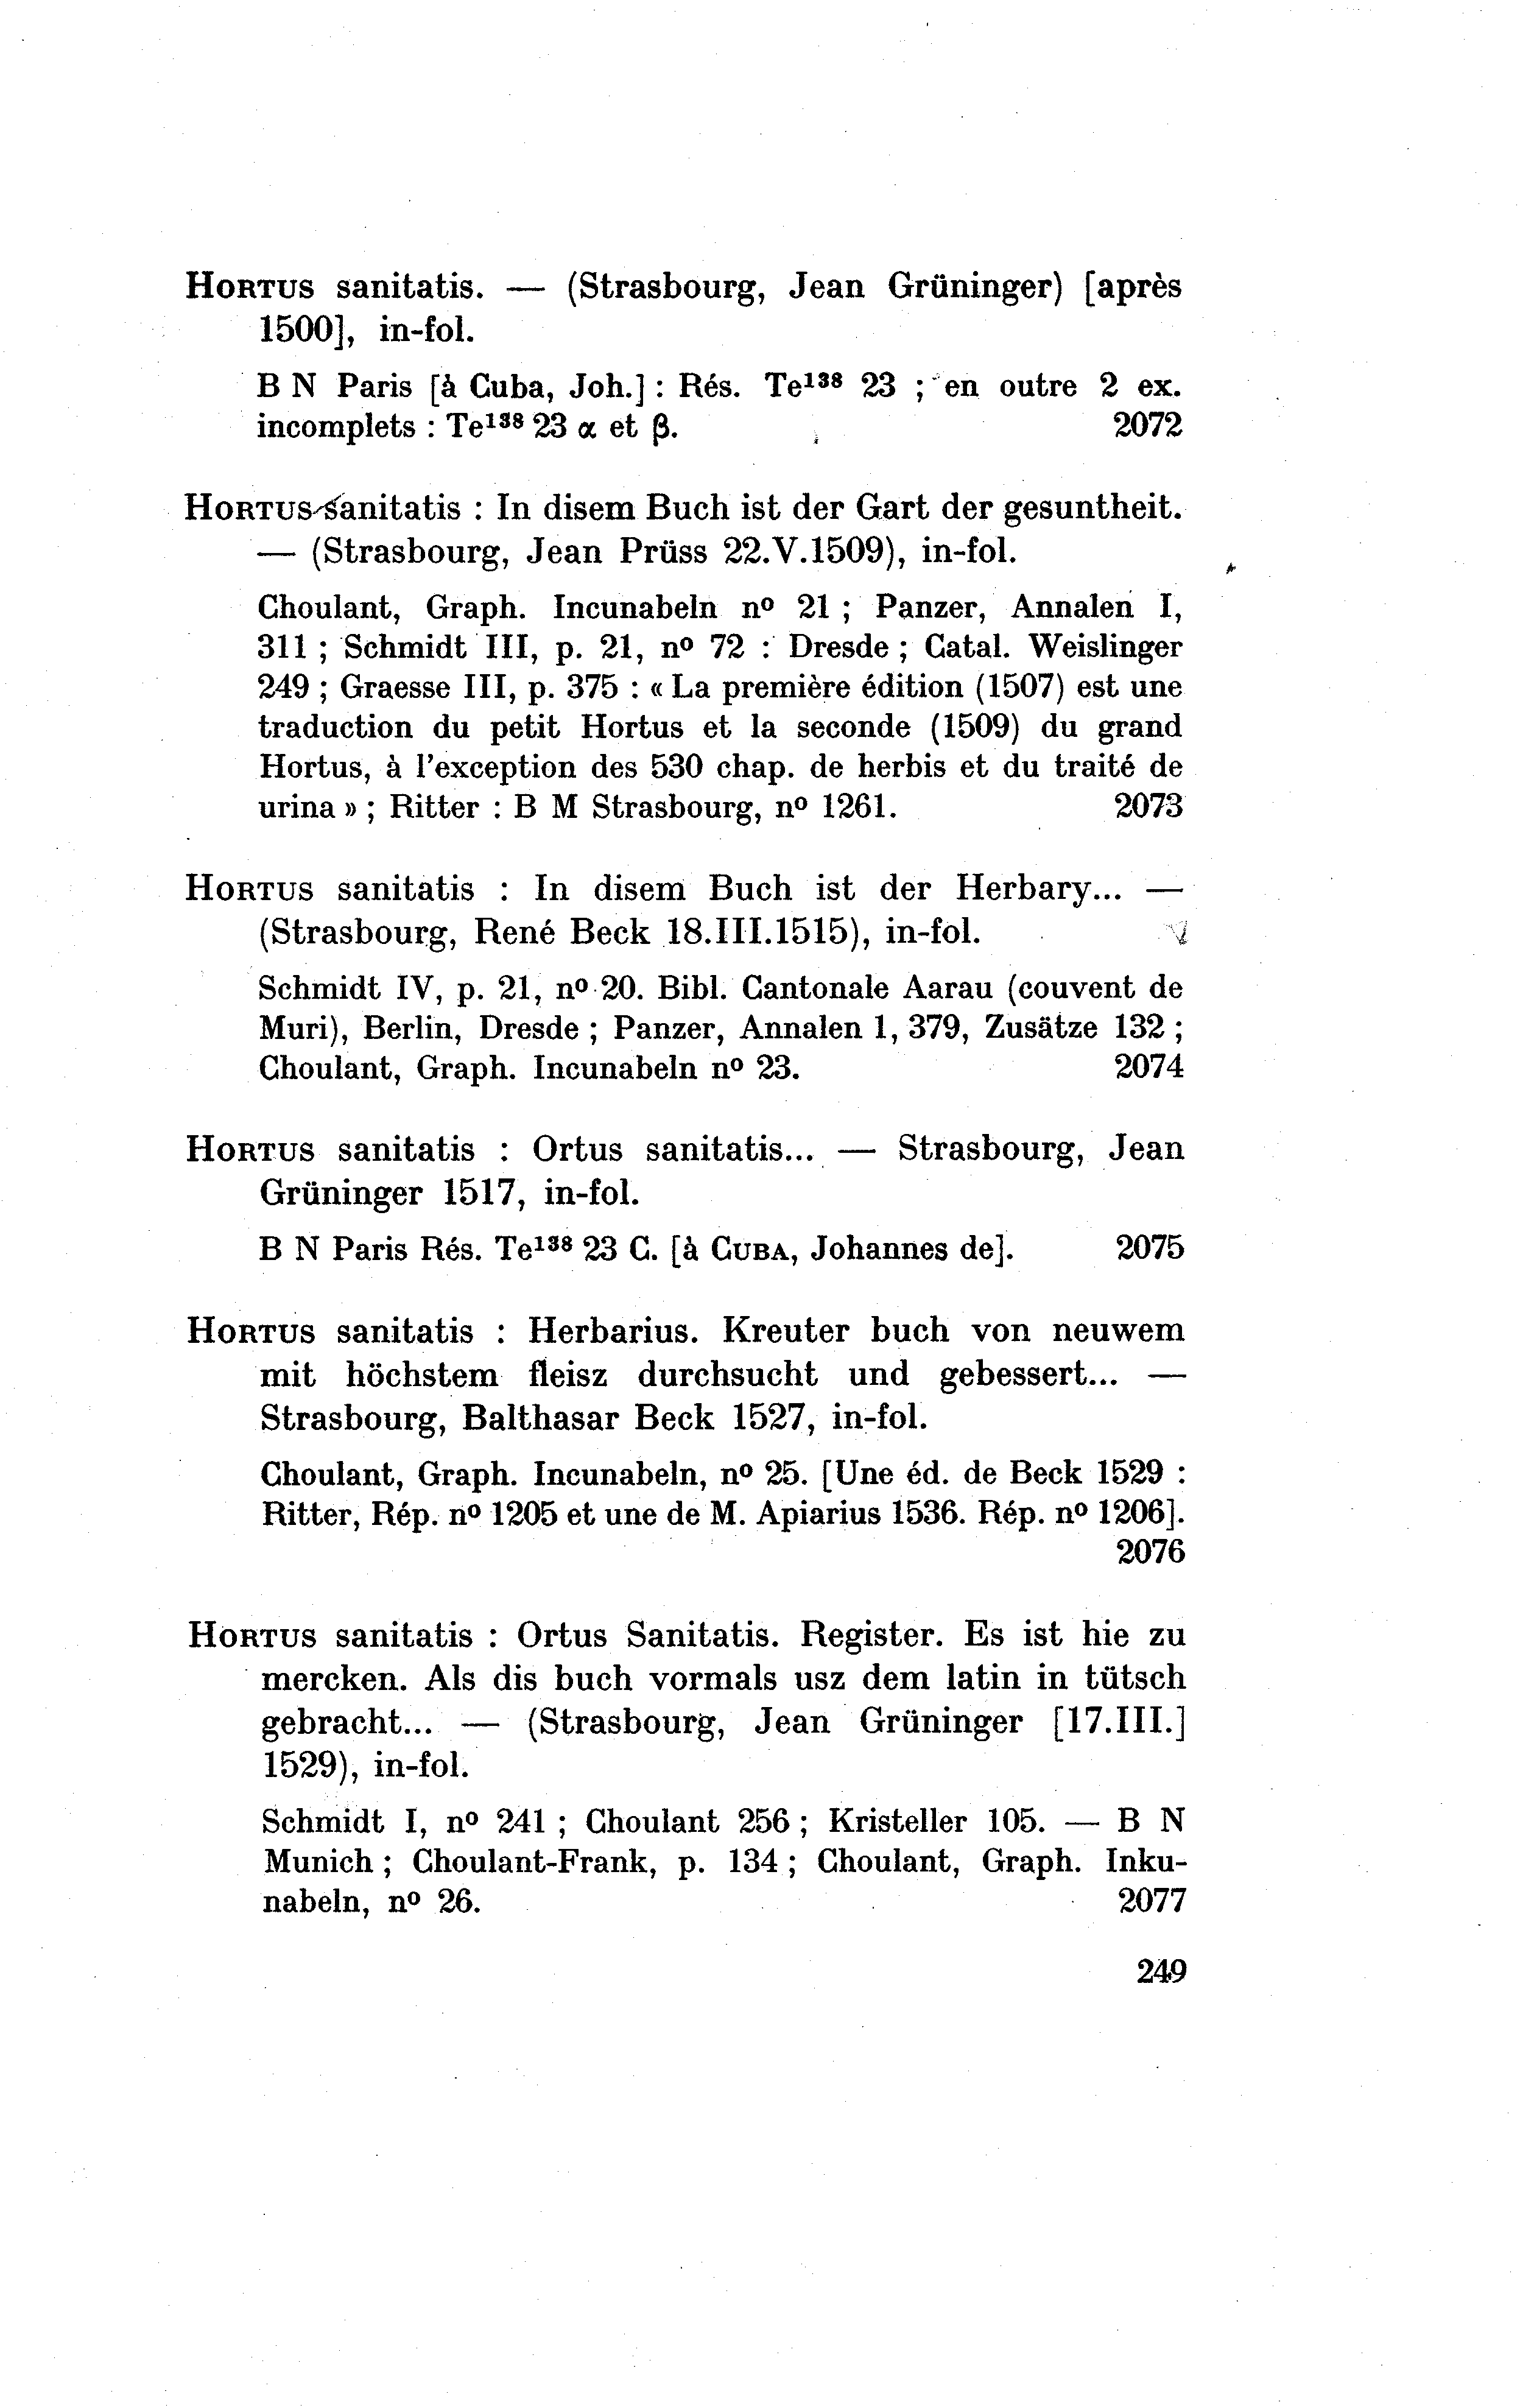 HORTUS sanitatis. — (Strasbourg, Jean Grüninger) [après
1500], in-fol.
B N Paris [à Cuba, Joh.] : Rés. Te¹³⁸ 23 ; en outre 2 ex.
incomplets : Te¹³⁸ 23 α et β. 2072
HORTUS sanitatis : In disem Buch ist der Gart der gesuntheit.
— (Strasbourg, Jean Prüss 22.V.1509), in-fol.
Choulant, Graph. Incunabeln nº 21 ; Panzer, Annalen I,
311 ; Schmidt III, p. 21, nº 72 : Dresde ; Catal. Weislinger
249 ; Graesse III, p. 375 : « La première édition (1507) est une
traduction du petit Hortus et la seconde (1509) du grand
Hortus, à l'exception des 530 chap. de herbis et du traité de
urina » ; Ritter : B M Strasbourg, nº 1261. 2073
HORTUS sanitatis : In disem Buch ist der Herbary... —
(Strasbourg, René Beck 18.III.1515), in-fol.
Schmidt IV, p. 21, nº 20. Bibl. Cantonale Aarau (couvent de
Muri), Berlin, Dresde ; Panzer, Annalen 1, 379, Zusätze 132 ;
Choulant, Graph. Incunabeln nº 23. 2074
HORTUS sanitatis : Ortus sanitatis... — Strasbourg, Jean
Grüninger 1517, in-fol.
B N Paris Rés. Te¹³⁸ 23 C. [à CUBA, Johannes de]. 2075
HORTUS sanitatis : Herbarius. Kreuter buch von neuwem
mit höchstem fleisz durchsucht und gebessert... —
Strasbourg, Balthasar Beck 1527, in-fol.
Choulant, Graph. Incunabeln, nº 25. [Une éd. de Beck 1529 :
Ritter, Rép. nº 1205 et une de M. Apiarius 1536. Rép. nº 1206].
2076
HORTUS sanitatis : Ortus Sanitatis. Register. Es ist hie zu
mercken. Als dis buch vormals usz dem latin in tütsch
gebracht... — (Strasbourg, Jean Grüninger [17.III.]
1529), in-fol.
Schmidt I, nº 241 ; Choulant 256 ; Kristeller 105. — B N
Munich ; Choulant-Frank, p. 134 ; Choulant, Graph. Inku-
nabeln, nº 26. 2077
249